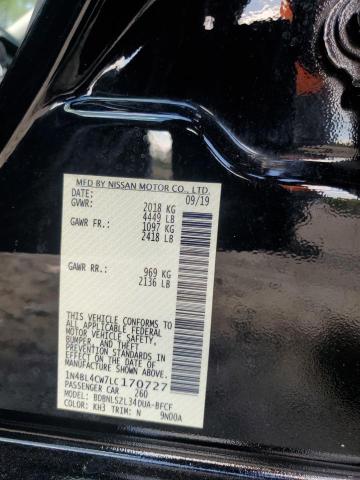 MFD BY NISSAN MOTOR CO., LTD.
DATE: 09/19
GVWR: 2018 KG
4449 LB
GAWR FR.: 1097 KG
2418 LB
GAWR RR.: 969 KG
2136 LB
THIS VEHICLE CONFORMS TO
ALL APPLICABLE FEDERAL
MOTOR VEHICLE SAFETY,
BUMPER, AND THEFT
PREVENTION STANDARDS IN
EFFECT ON THE DATE OF
MANUFACTURE SHOWN ABOVE.
1N4BL4CW7LC170727
PASSENGER CAR 260
MODEL: BDBNLSZL34DUA-BFCF
COLOR: KH3 TRIM: N 9N00A